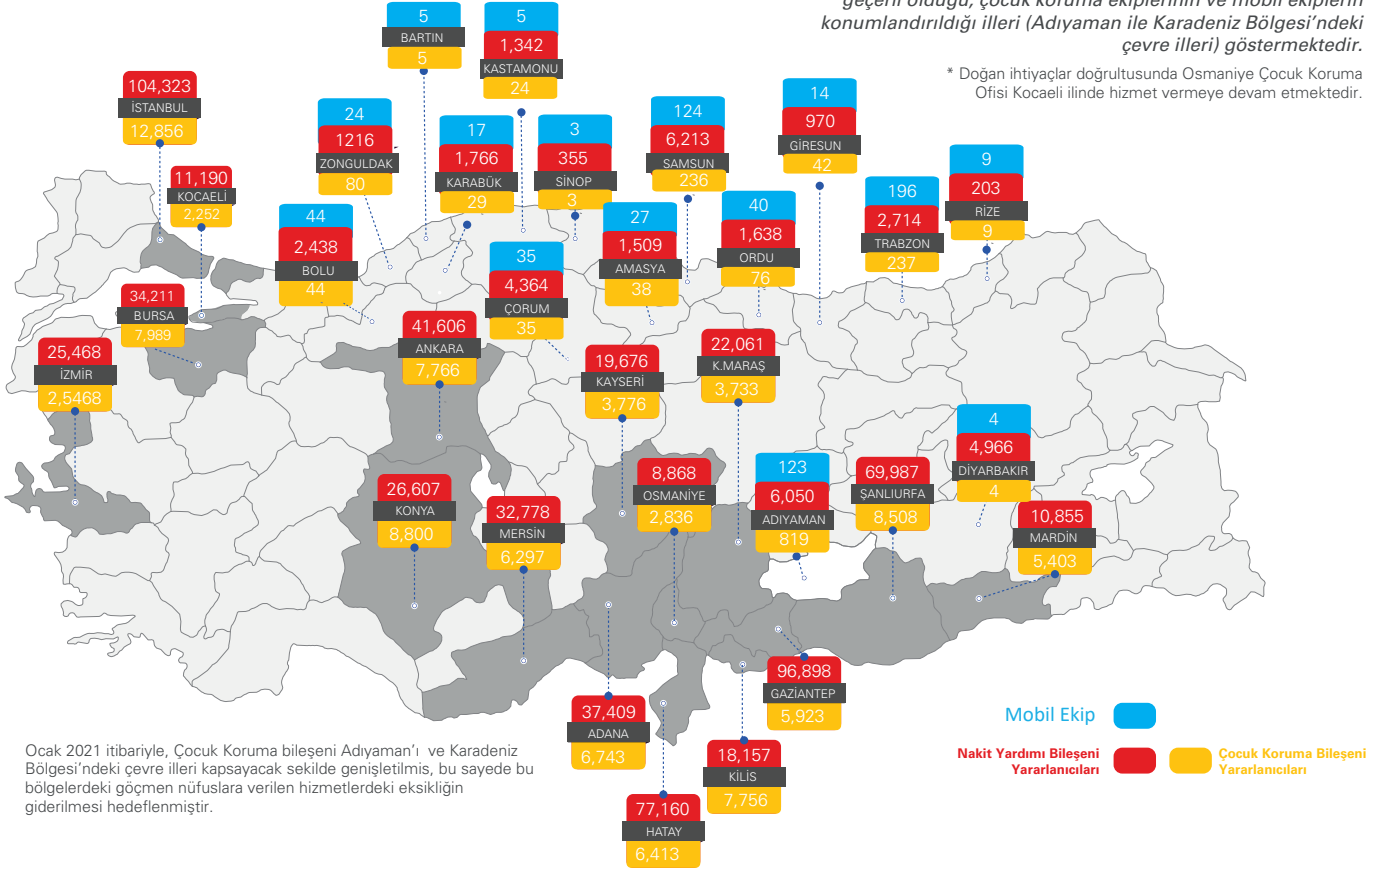 geçerli olduğu, çocuk koruma ekiplerinin ve mobil ekiplerin
konumlandırıldığı illeri (Adıyaman ile Karadeniz Bölgesi’ndeki
çevre illeri) göstermektedir.
* Doğan ihtiyaçlar doğrultusunda Osmaniye Çocuk Koruma
Ofisi Kocaeli ilinde hizmet vermeye devam etmektedir.
5
BARTIN
5
5
1,342
KASTAMONU
24
104,323
İSTANBUL
12,856
24
1216
ZONGULDAK
80
17
1,766
KARABÜK
29
3
355
SİNOP
3
124
6,213
SAMSUN
236
14
970
GİRESUN
42
9
203
RİZE
9
11,190
KOCAELİ
2,252
44
2,438
BOLU
44
27
1,509
AMASYA
38
40
1,638
ORDU
76
196
2,714
TRABZON
237
35
4,364
ÇORUM
35
34,211
BURSA
7,989
41,606
ANKARA
7,766
25,468
İZMİR
2,5468
19,676
KAYSERİ
3,776
22,061
K.MARAŞ
3,733
4
4,966
DİYARBAKIR
4
26,607
KONYA
8,800
32,778
MERSİN
6,297
8,868
OSMANİYE
2,836
123
6,050
ADIYAMAN
819
69,987
ŞANLIURFA
8,508
10,855
MARDİN
5,403
96,898
GAZİANTEP
5,923
37,409
ADANA
6,743
18,157
KİLİS
7,756
77,160
HATAY
6,413
Ocak 2021 itibariyle, Çocuk Koruma bileşeni Adıyaman’ı ve Karadeniz
Bölgesi’ndeki çevre illeri kapsayacak sekilde genişletilmis, bu sayede bu
bölgelerdeki göçmen nüfuslara verilen hizmetlerdeki eksikliğin
giderilmesi hedeflenmiştir.
Mobil Ekip
Nakit Yardımı Bileşeni
Yararlanıcıları
Çocuk Koruma Bileşeni
Yararlanıcıları